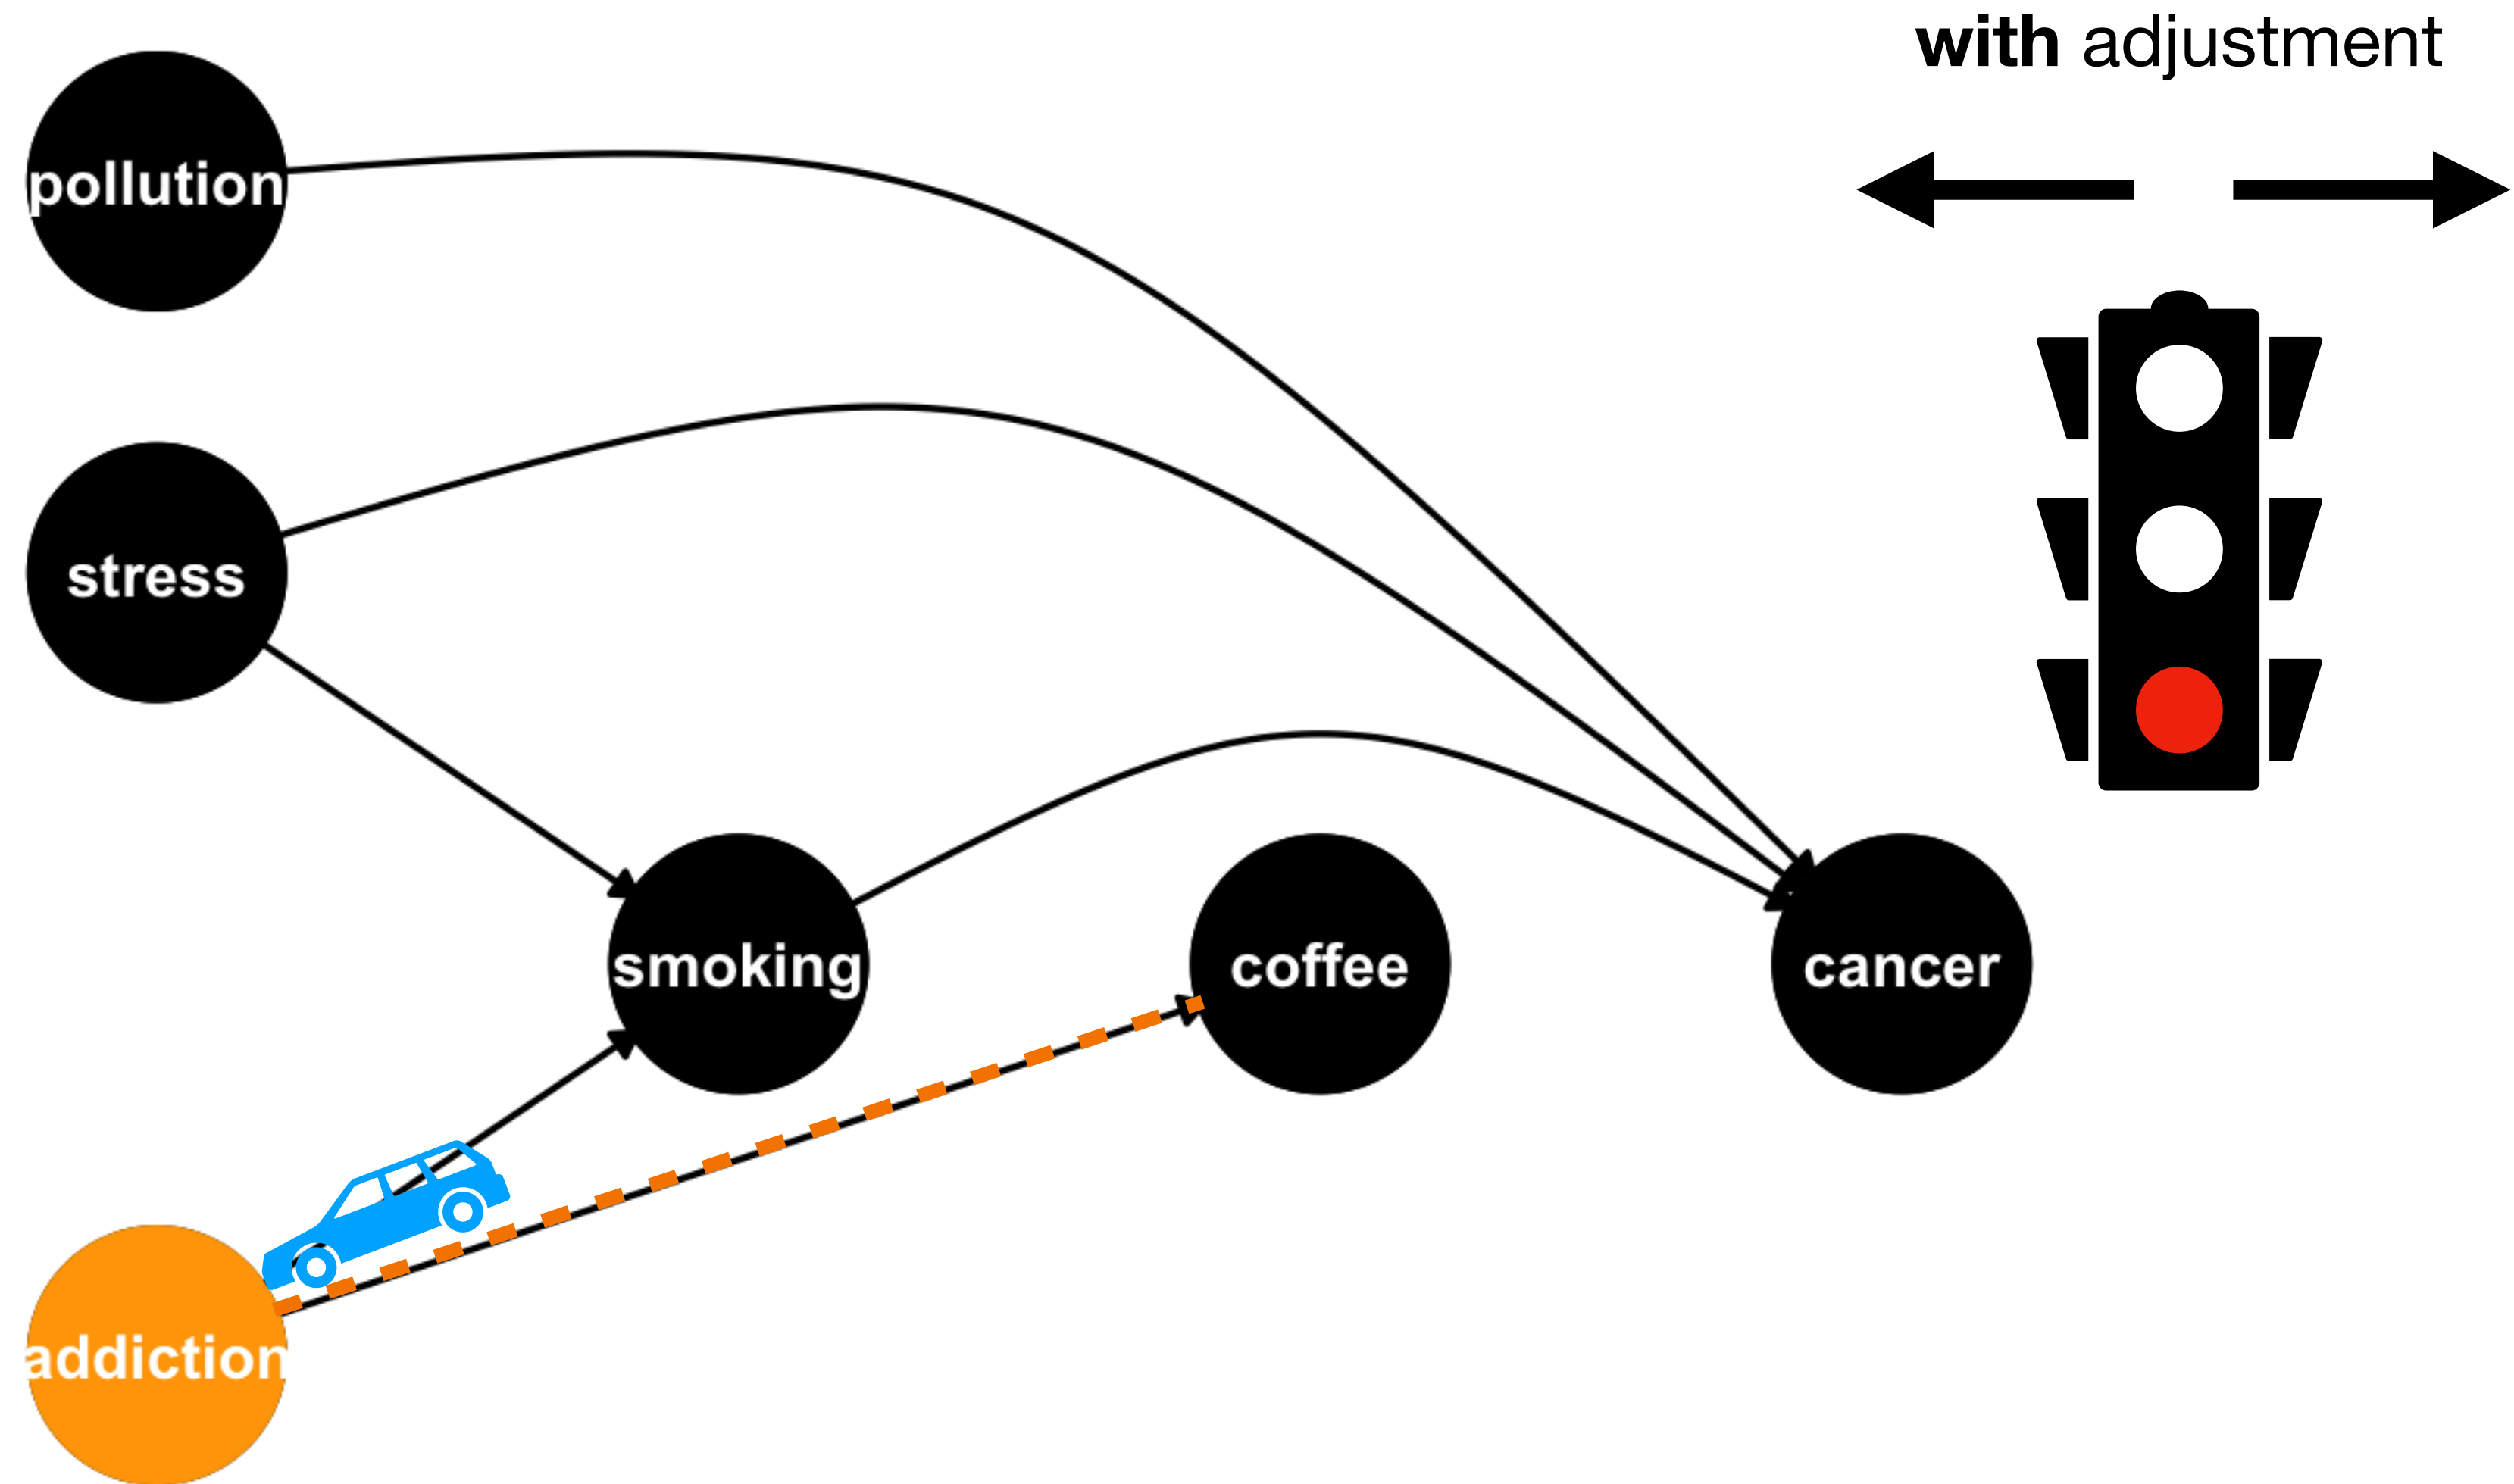 with adjustment
pollution
stress
smoking
coffee
cancer
addiction